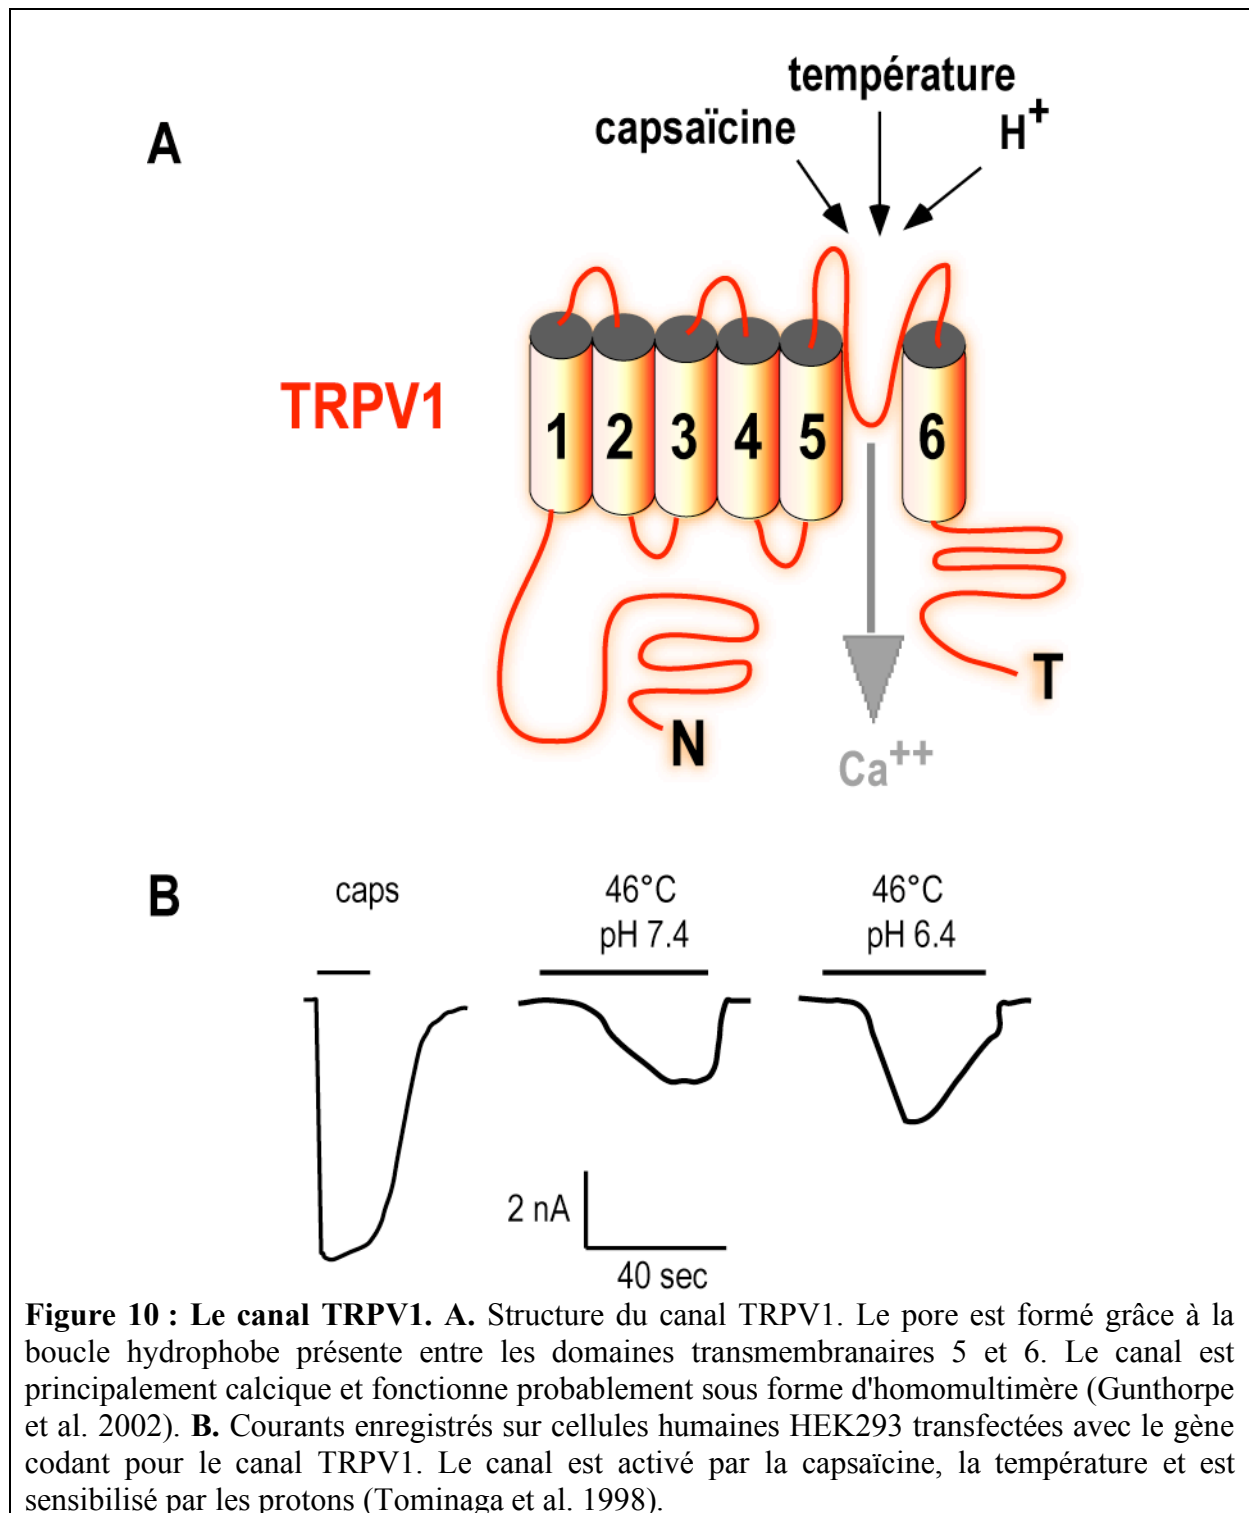 A
température
capsaïcine
H+
TRPV1
1 2 3 4 5 6
N
T
Ca++
B
caps
46°C
pH 7.4
46°C
pH 6.4
2 nA
40 sec
Figure 10 : Le canal TRPV1. A. Structure du canal TRPV1. Le pore est formé grâce à la
boucle hydrophobe présente entre les domaines transmembranaires 5 et 6. Le canal est
principalement calcique et fonctionne probablement sous forme d'homomultimère (Gunthorpe
et al. 2002). B. Courants enregistrés sur cellules humaines HEK293 transfectées avec le gène
codant pour le canal TRPV1. Le canal est activé par la capsaïcine, la température et est
sensibilisé par les protons (Tominaga et al. 1998).